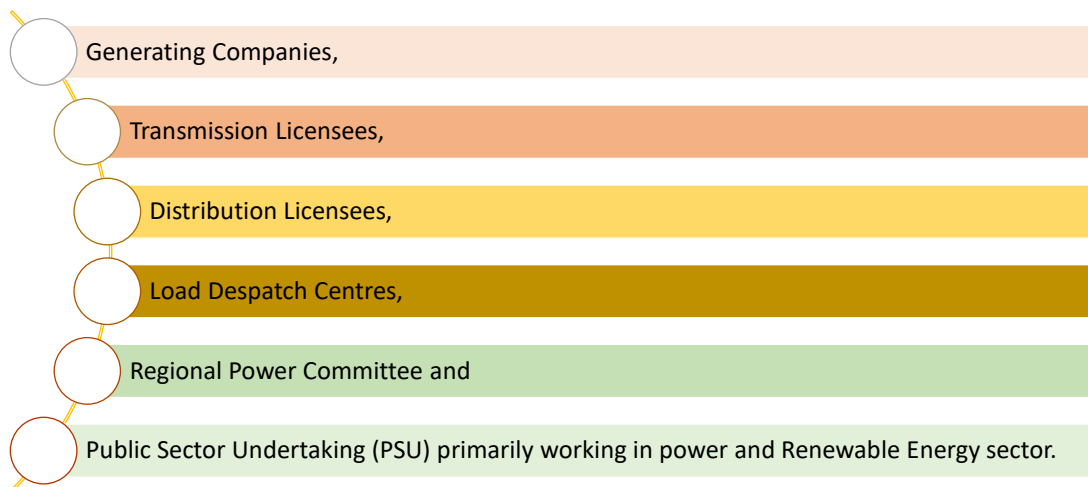 Generating Companies,
Transmission Licensees,
Distribution Licensees,
Load Despatch Centres,
Regional Power Committee and
Public Sector Undertaking (PSU) primarily working in power and Renewable Energy sector.